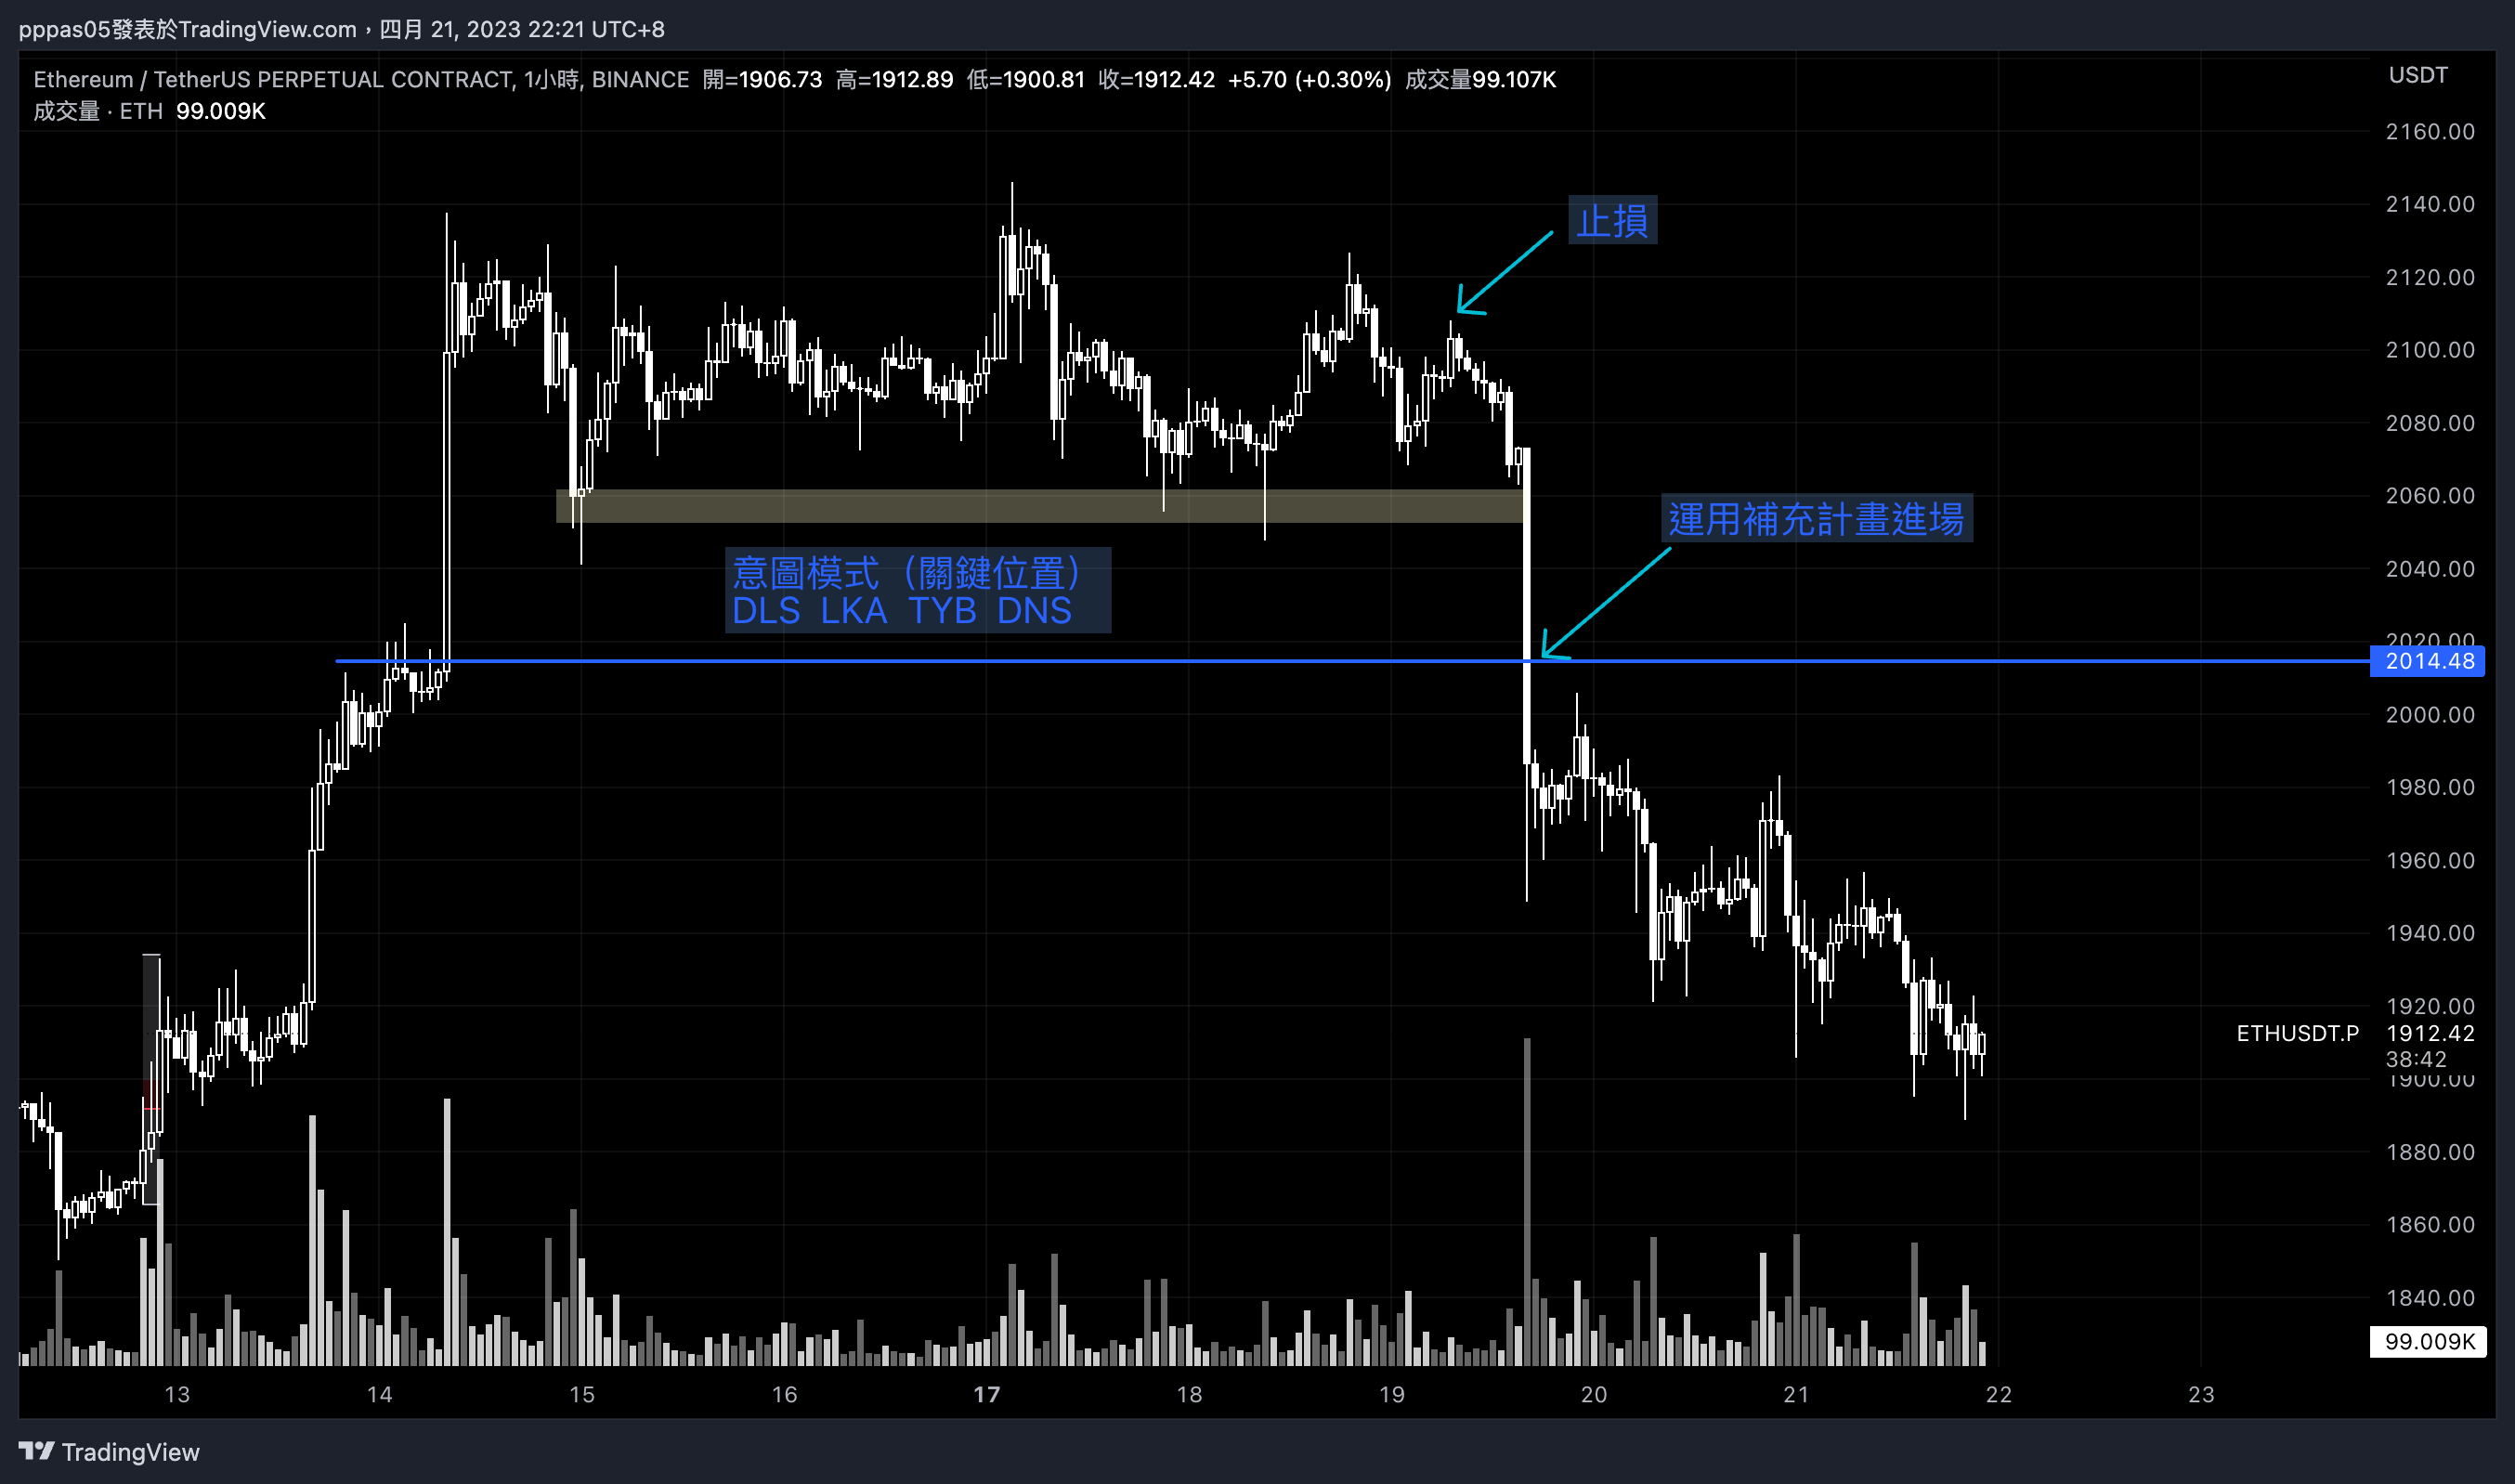 pppas05發表於TradingView.com，四月 21, 2023 22:21 UTC+8
Ethereum / TetherUS PERPETUAL CONTRACT, 1小時, BINANCE 開=1906.73 高=1912.89 低=1900.81 收=1912.42 +5.70 (+0.30%) 成交量99.107K
成交量 · ETH 99.009K
USDT
2160.00
2140.00
止損
2120.00
2100.00
2080.00
2060.00
運用補充計畫進場
意圖模式（關鍵位置）
DLS LKA TYB DNS
2040.00
2020.00
2014.48
2000.00
1980.00
1960.00
1940.00
1920.00
ETHUSDT.P 1912.42
38:42
1900.00
1880.00
1860.00
1840.00
99.009K
13 14 15 16 17 18 19 20 21 22 23
TradingView